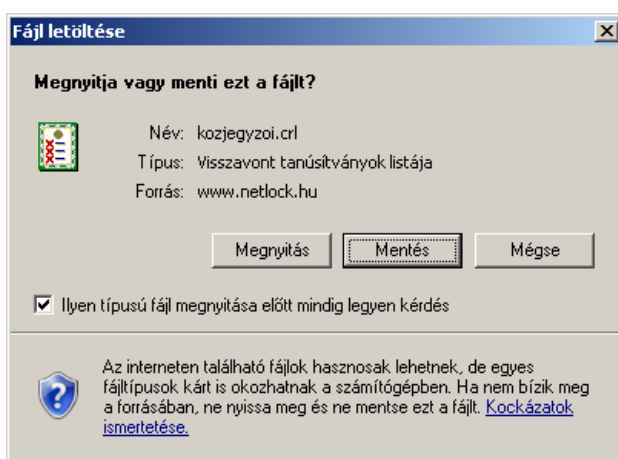 Fájl letöltése
Megnyitja vagy menti ezt a fájlt?
Név: kozjegyzoi.crl
Típus: Visszavont tanúsítványok listája
Forrás: www.netlock.hu
Megnyitás Mentés Mégse
Ilyen típusú fájl megnyitása előtt mindig legyen kérdés
Az interneten található fájlok hasznosak lehetnek, de egyes
fájltípusok kárt is okozhatnak a számítógépben. Ha nem bízik meg
a forrásában, ne nyissa meg és ne mentse ezt a fájlt. Kockázatok
ismertetése.